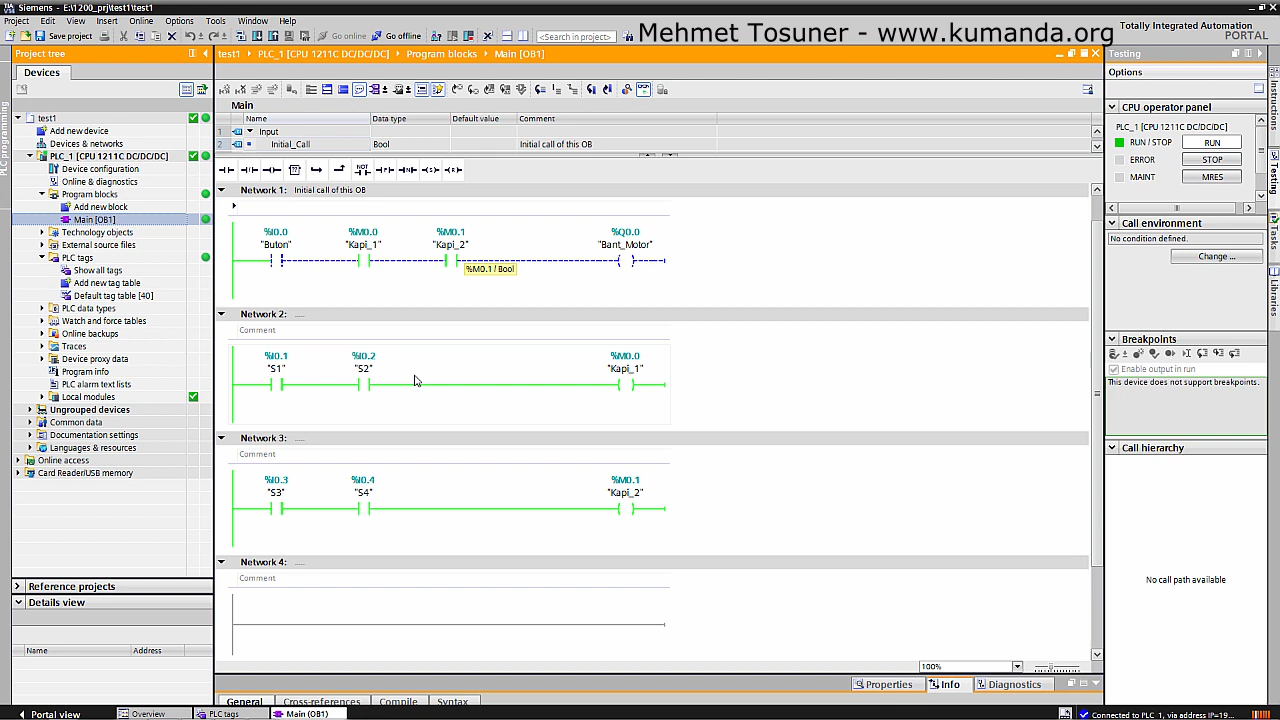 Siemens - E:\1200_prj\test1\test1
Mehmet Tosuner - www.kumanda.org
Project Edit View Insert Online Options Tools Window Help
Totally Integrated Automation
PORTAL
Save project
Go online
Go offline
<Search in project>
Project tree
test1 PLC_1 [CPU 1211C DC/DC/DC] Program blocks Main [OB1]
Testing
Devices
Options
PLC programming
Main
Name Data type Default value Comment
1 Input
2 Initial_Call Bool Initial call of this OB
test1
Add new device
Devices & networks
PLC_1 [CPU 1211C DC/DC/DC]
Device configuration
Online & diagnostics
Program blocks
Add new block
Main [OB1]
Technology objects
External source files
PLC tags
Show all tags
Add new tag table
Default tag table [40]
PLC data types
Watch and force tables
Online backups
Traces
Device proxy data
Program info
PLC alarm text lists
Local modules
Ungrouped devices
Common data
Documentation settings
Languages & resources
Online access
Card Reader/USB memory
Reference projects
Details view
Name Address
Network 1: Initial call of this OB
%I0.0 %M0.0 %M0.1 %Q0.0
"Buton" "Kapi_1" "Kapi_2" "Bant_Motor"
%M0.1 / Bool
Network 2: .....
Comment
%I0.1 %I0.2 %M0.0
"S1" "S2" "Kapi_1"
Network 3: .....
Comment
%I0.3 %I0.4 %M0.1
"S3" "S4" "Kapi_2"
Network 4: .....
Comment
100%
Properties Info Diagnostics
General Cross-references Compile Syntax
CPU operator panel
PLC_1 [CPU 1211C DC/DC/DC]
RUN / STOP RUN
ERROR STOP
MAINT MRES
Call environment
No condition defined.
Change ...
Breakpoints
Enable output in run
This device does not support breakpoints.
Call hierarchy
No call path available
Instructions
Testing
Tasks
Libraries
Portal view Overview PLC tags Main (OB1)
Connected to PLC_1, via address IP=19...